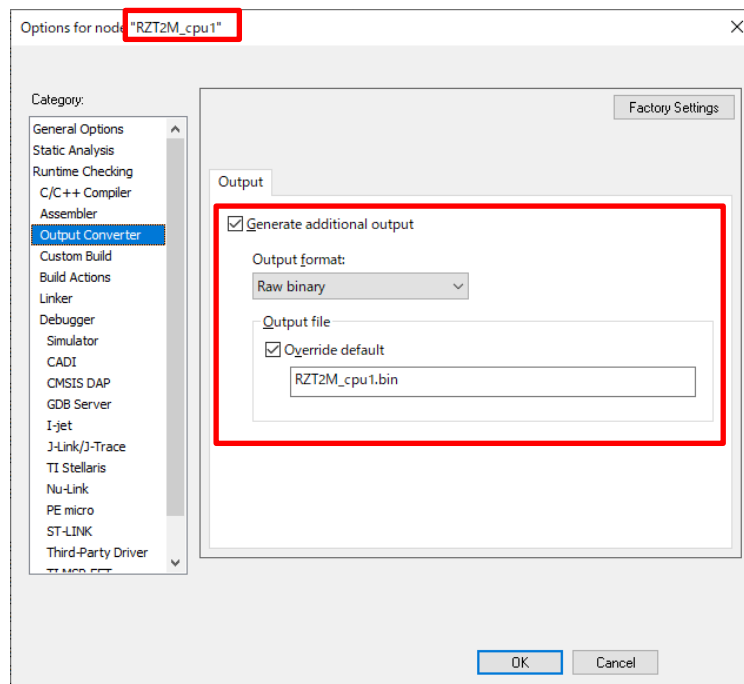 Options for node "RZT2M_cpu1"
Category:
General Options
Static Analysis
Runtime Checking
C/C++ Compiler
Assembler
Output Converter
Custom Build
Build Actions
Linker
Debugger
Simulator
CADI
CMSIS DAP
GDB Server
I-jet
J-Link/J-Trace
TI Stellaris
Nu-Link
PE micro
ST-LINK
Third-Party Driver
Factory Settings
Output
Generate additional output
Output format:
Raw binary
Output file
Override default
RZT2M_cpu1.bin
OK
Cancel